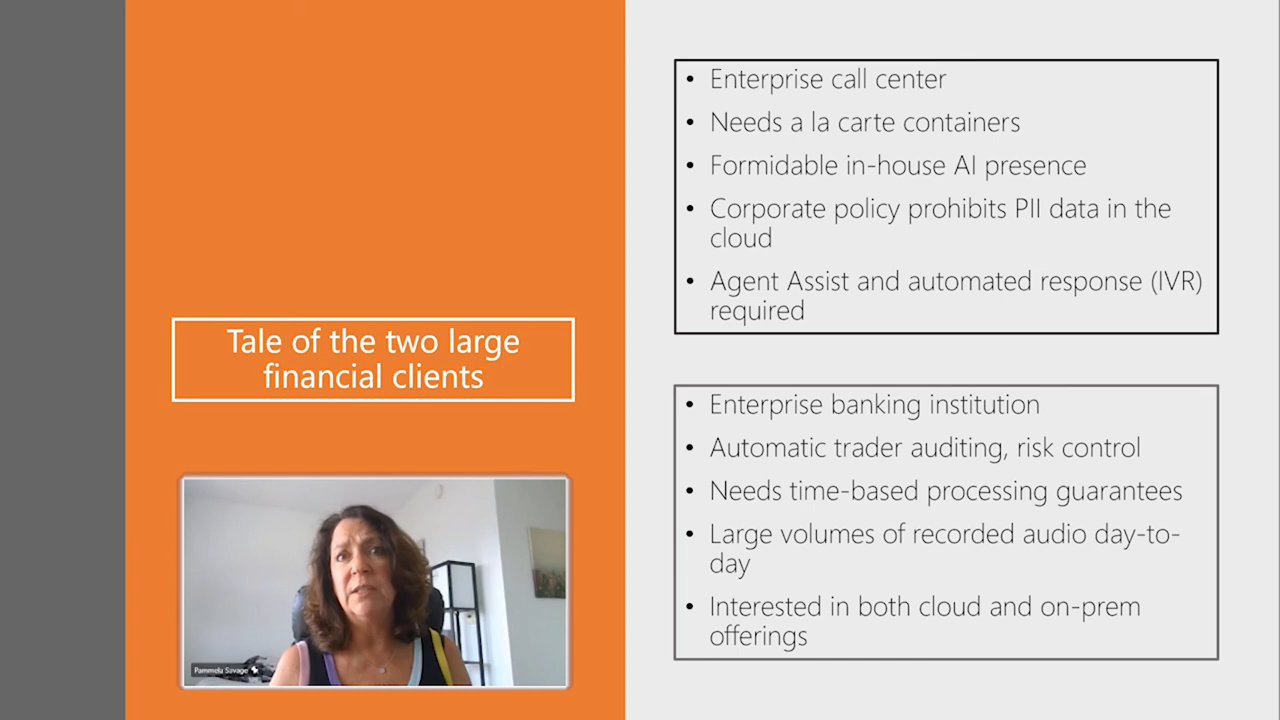 Tale of the two large
financial clients
Pammela Savage
• Enterprise call center
• Needs a la carte containers
• Formidable in-house AI presence
• Corporate policy prohibits PII data in the
cloud
• Agent Assist and automated response (IVR)
required
• Enterprise banking institution
• Automatic trader auditing, risk control
• Needs time-based processing guarantees
• Large volumes of recorded audio day-to-
day
• Interested in both cloud and on-prem
offerings